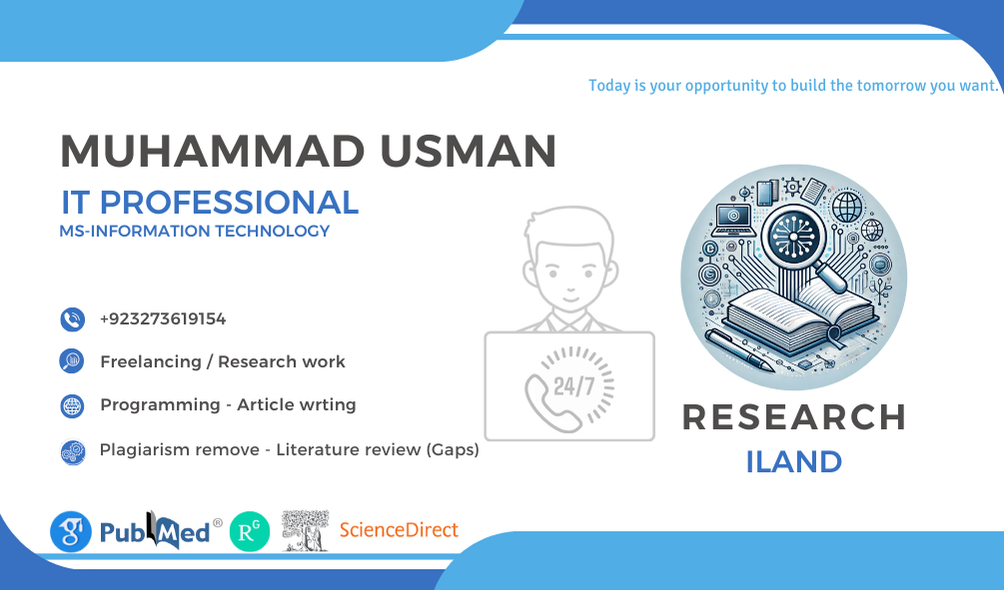 Today is your opportunity to build the tomorrow you want.
MUHAMMAD USMAN
IT PROFESSIONAL
MS-INFORMATION TECHNOLOGY
+923273619154
Freelancing / Research work
Programming - Article wrting
Plagiarism remove - Literature review (Gaps)
24/7
RESEARCH
ILAND
g
PubMed®
RG
ScienceDirect